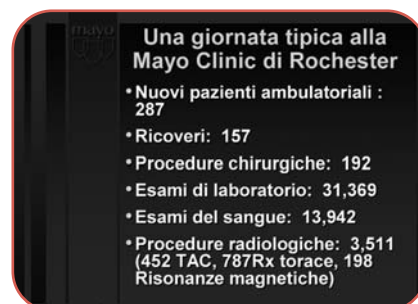 mayo
Una giornata tipica alla
Mayo Clinic di Rochester
• Nuovi pazienti ambulatoriali :
287
• Ricoveri: 157
• Procedure chirurgiche: 192
• Esami di laboratorio: 31,369
• Esami del sangue: 13,942
• Procedure radiologiche: 3,511
(452 TAC, 787Rx torace, 198
Risonanze magnetiche)